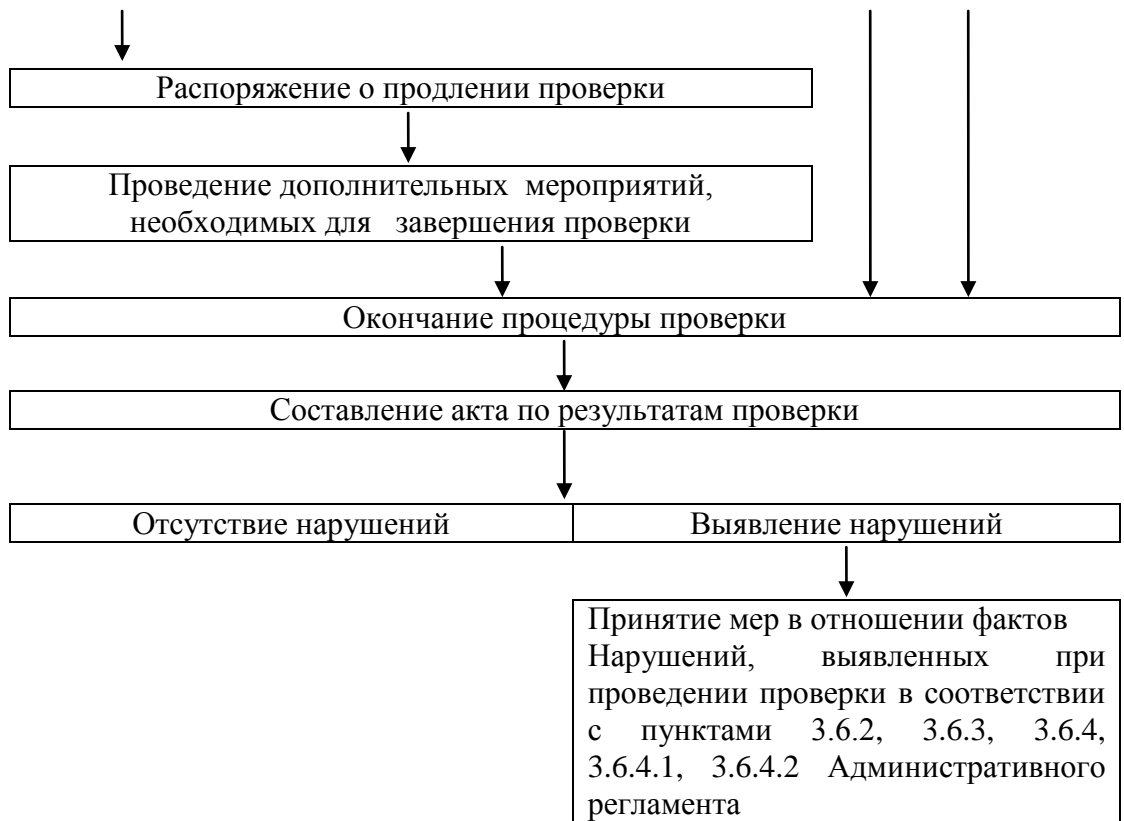 Распоряжение о продлении проверки
Проведение дополнительных мероприятий,
необходимых для завершения проверки
Окончание процедуры проверки
Составление акта по результатам проверки
Отсутствие нарушений
Выявление нарушений
Принятие мер в отношении фактов
Нарушений, выявленных при
проведении проверки в соответствии
с пунктами 3.6.2, 3.6.3, 3.6.4,
3.6.4.1, 3.6.4.2 Административного
регламента